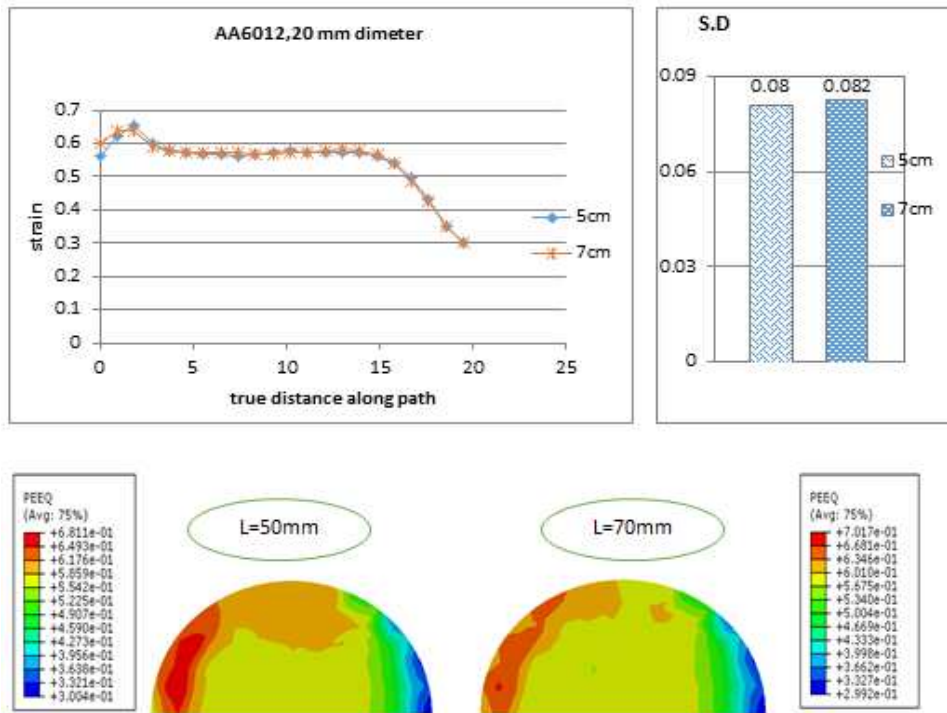 AA6012,20 mm dimeter
0.7
0.6
0.5
0.4
0.3
0.2
0.1
0
strain
0 5 10 15 20 25
true distance along path
5cm
7cm
S.D
0.09
0.06
0.03
0
0.08 0.082
5cm
7cm
PEEQ
(Avg: 75%)
+6.811e-01
+6.493e-01
+6.176e-01
+5.859e-01
+5.542e-01
+5.225e-01
+4.907e-01
+4.590e-01
+4.273e-01
+3.956e-01
+3.638e-01
+3.321e-01
+3.004e-01
L=50mm
L=70mm
PEEQ
(Avg: 75%)
+7.017e-01
+6.681e-01
+6.346e-01
+6.010e-01
+5.675e-01
+5.340e-01
+5.004e-01
+4.669e-01
+4.333e-01
+3.998e-01
+3.662e-01
+3.327e-01
+2.992e-01